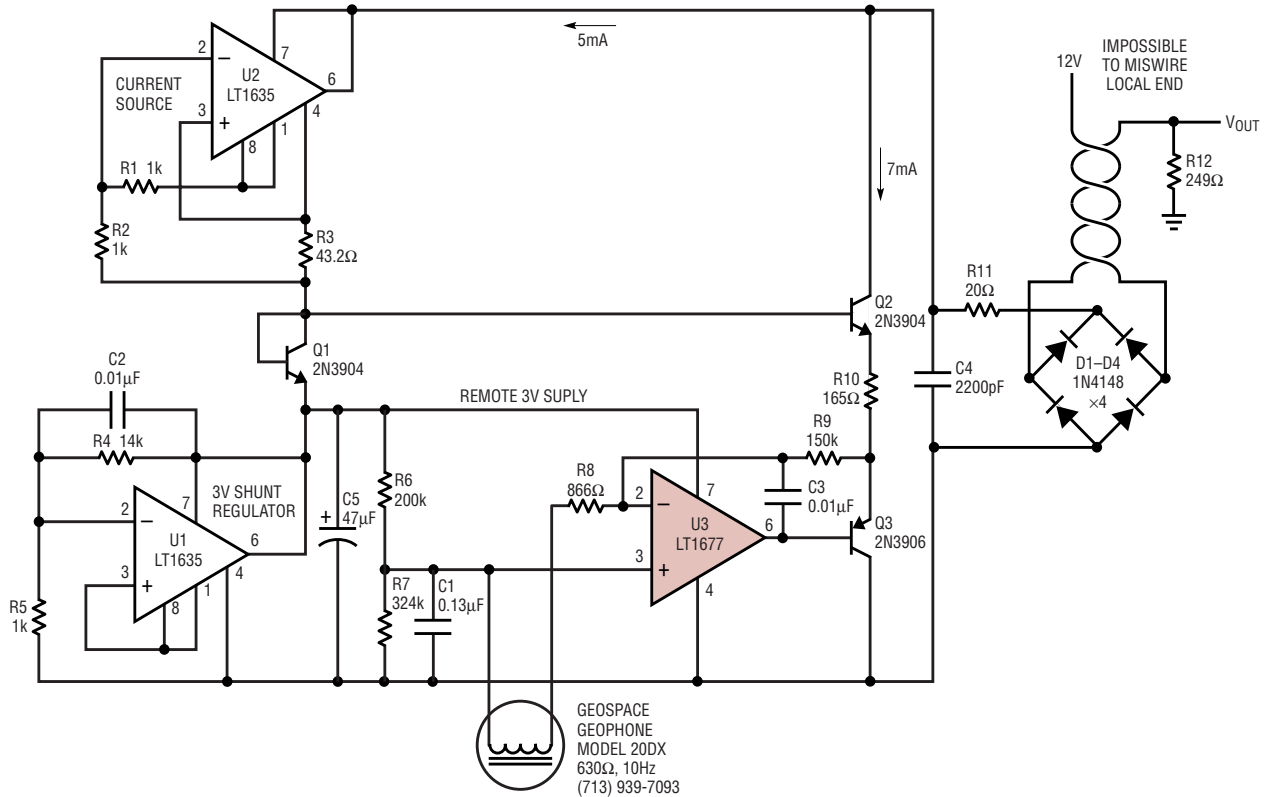 5mA
2
7
U2
LT1635
6
3
4
1
8
CURRENT
SOURCE
R1 1k
R2
1k
R3
43.2Ω
7mA
12V
IMPOSSIBLE
TO MISWIRE
LOCAL END
VOUT
R12
249Ω
R11
20Ω
Q1
2N3904
Q2
2N3904
D1–D4
1N4148
×4
C4
2200pF
C2
0.01µF
R4 14k
REMOTE 3V SUPLY
R10
165Ω
R9
150k
3V SHUNT
REGULATOR
2
7
U1
LT1635
6
3
4
1
8
R5
1k
+
C5
47µF
R6
200k
R7
324k
C1
0.13µF
R8
866Ω
2
7
U3
LT1677
6
3
4
C3
0.01µF
Q3
2N3906
GEOSPACE
GEOPHONE
MODEL 20DX
630Ω, 10Hz
(713) 939-7093